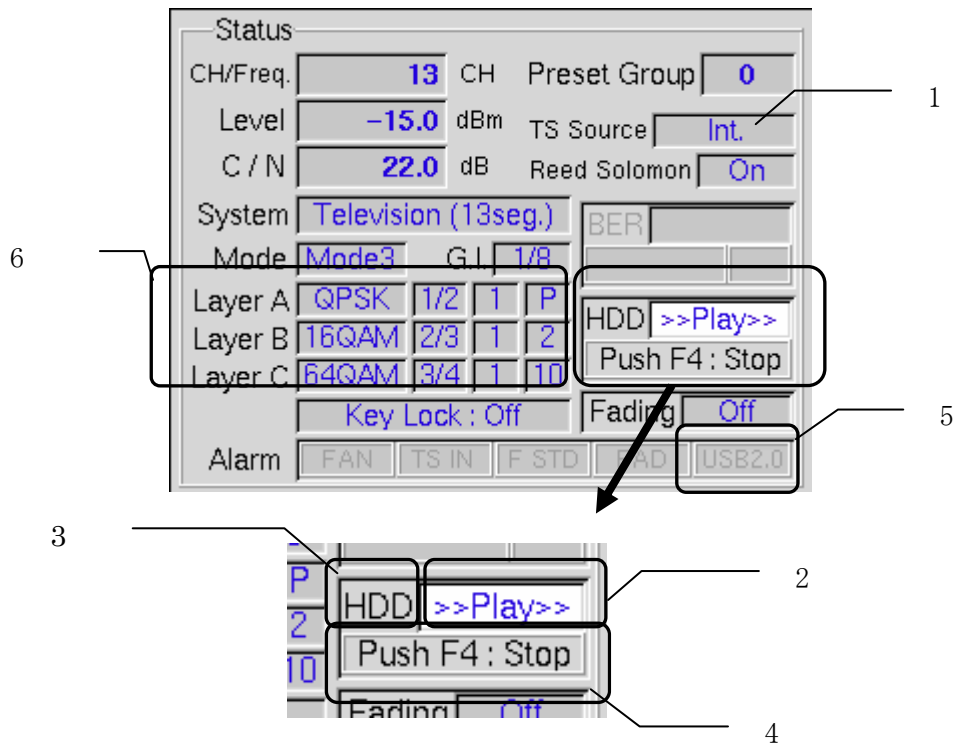 Status
CH/Freq. 13 CH Preset Group 0
1
Level −15.0 dBm TS Source Int.
C / N 22.0 dB Reed Solomon On
System Television (13seg.) BER
6
Mode Mode3 G.I. 1/8
Layer A QPSK 1/2 1 P HDD >>Play>>
Layer B 16QAM 2/3 1 2 Push F4 : Stop
Layer C 64QAM 3/4 1 10
Key Lock : Off Fading Off
5
Alarm FAN TS IN F STD USB2.0
3
P HDD >>Play>>
2
2 Push F4 : Stop
10
Fading Off
4